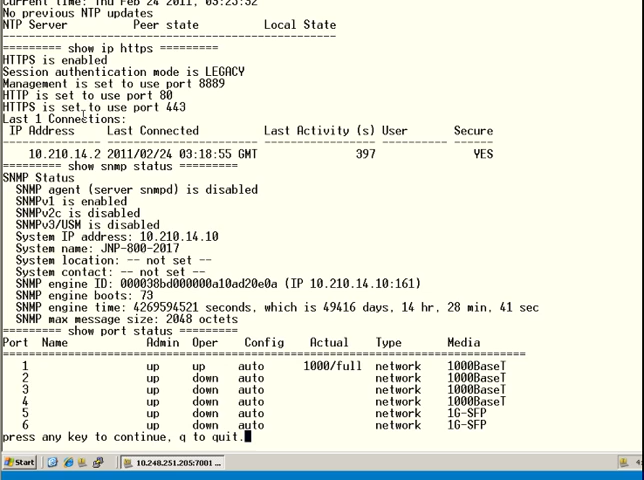 Current time: Thu Feb 24 2011, 03:25:32
No previous NTP updates
NTP Server Peer state Local State
---------------------------------------------------
========= show ip https =========
HTTPS is enabled
Session authentication mode is LEGACY
Management is set to use port 8889
HTTP is set to use port 80
HTTPS is set to use port 443
Last 1 Connections:
IP Address Last Connected Last Activity (s) User Secure
--------------- ----------------------- ----------------- ---------- ------
10.210.14.2 2011/02/24 03:18:55 GMT 397 YES
========= show snmp status =========
SNMP Status
SNMP agent (server snmpd) is disabled
SNMPv1 is enabled
SNMPv2c is disabled
SNMPv3/USM is disabled
System IP address: 10.210.14.10
System name: JNP-800-2017
System location: -- not set --
System contact: -- not set --
SNMP engine ID: 000038bd000000a10ad20e0a (IP 10.210.14.10:161)
SNMP engine boots: 73
SNMP engine time: 4269594521 seconds, which is 49416 days, 14 hr, 28 min, 41 sec
SNMP max message size: 2048 octets
========= show port status =========
Port Name Admin Oper Config Actual Type Media
===============================================================================
1 up up auto 1000/full network 1000BaseT
2 up down auto network 1000BaseT
3 up down auto network 1000BaseT
4 up down auto network 1000BaseT
5 up down auto network 1G-SFP
6 up down auto network 1G-SFP
press any key to continue, q to quit.
Start 10.248.251.205:7001 ...